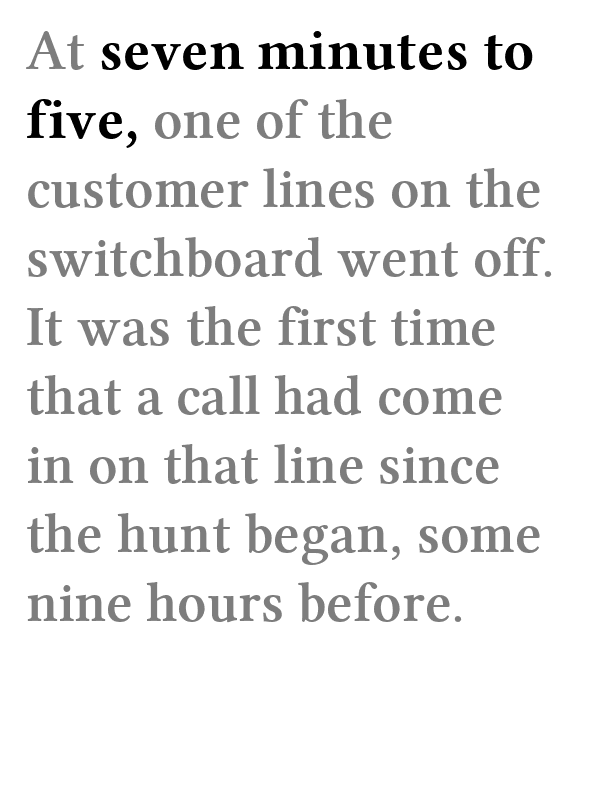 At seven minutes to
five, one of the
customer lines on the
switchboard went off.
It was the first time
that a call had come
in on that line since
the hunt began, some
nine hours before.